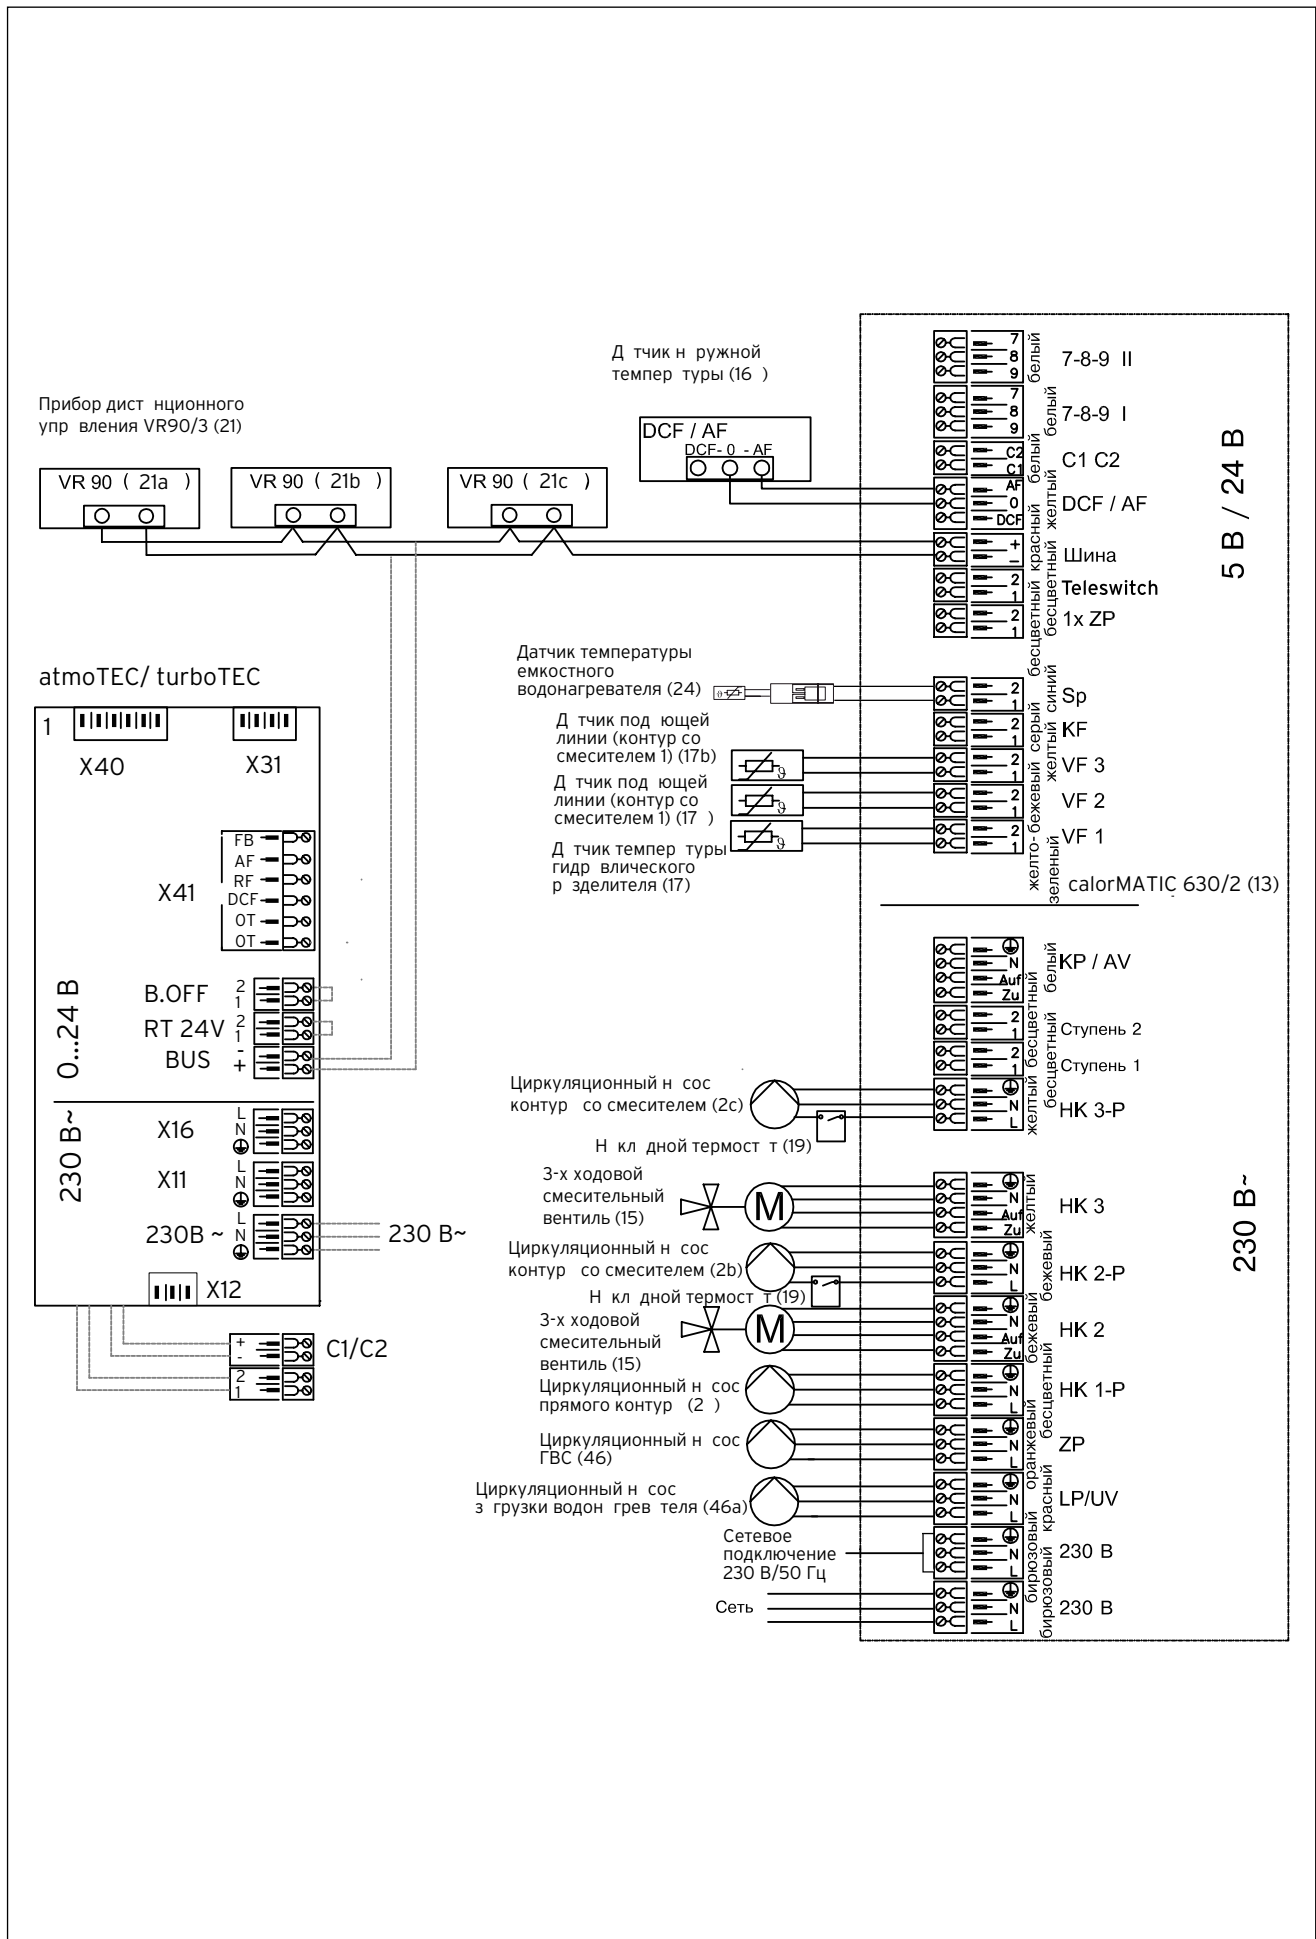 Д тчик н ружной
темпер туры (16 )
Прибор дист нционного
упр вления VR90/3 (21)
VR 90 ( 21a )
VR 90 ( 21b )
VR 90 ( 21c )
DCF / AF
DCF- 0 - AF
7
8
9
белый
7-8-9 II
7
8
9
белый
7-8-9 I
C2
C1
белый
C1 C2
AF
0
DCF
желтый
DCF / AF
+
–
красный
Шина
2
1
бесцветный
Teleswitch
2
1
бесцветный
1x ZP
5 В / 24 В
Датчик температуры
емкостного
водонагревателя (24)
2
1
синий
Sp
2
1
серый
KF
Д тчик под ющей
линии (контур со
смесителем 1) (17b)
2
1
желтый
VF 3
Д тчик под ющей
линии (контур со
смесителем 1) (17 )
2
1
бежевый
VF 2
Д тчик темпер туры
гидр влического
р зделителя (17)
2
1
желто-
зеленый
VF 1
calorMATIC 630/2 (13)
atmoTEC/ turboTEC
1
X40
X31
X41
FB
AF
RF
DCF
OT
OT
0...24 В
B.OFF
2
1
RT 24V
2
1
BUS
-
+
230 В~
X16
L
N
X11
L
N
230В ~
L
N
230 В~
X12
+
-
C1/C2
2
1
N
Auf
Zu
белый
KP / AV
2
1
бесцветный
Ступень 2
2
1
бесцветный
Ступень 1
Циркуляционный н сос
контур со смесителем (2c)
N
L
желтый
HK 3-P
Н кл дной термост т (19)
3-х ходовой
смесительный
вентиль (15)
N
Auf
Zu
желтый
HK 3
230 В~
Циркуляционный н сос
контур со смесителем (2b)
N
L
бежевый
HK 2-P
Н кл дной термост т (19)
3-х ходовой
смесительный
вентиль (15)
N
Auf
Zu
бежевый
HK 2
Циркуляционный н сос
прямого контур (2 )
N
L
бесцветный
HK 1-P
Циркуляционный н сос
ГВС (46)
N
L
оранжевый
ZP
Циркуляционный н сос
з грузки водон грев теля (46a)
N
L
красный
LP/UV
Сетевое
подключение
230 В/50 Гц
N
L
бирюзовый
230 В
Сеть
N
L
бирюзовый
230 В